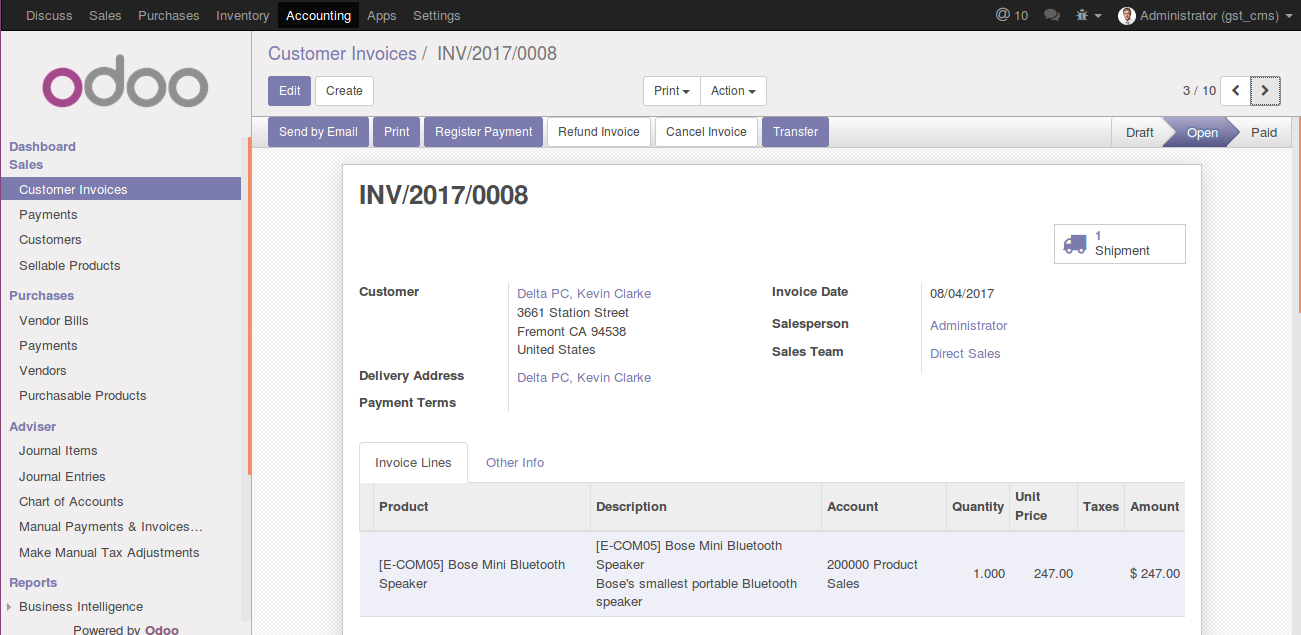 Discuss Sales Purchases Inventory Accounting Apps Settings @ 10 Administrator (gst_cms)
odoo
Dashboard
Sales
Customer Invoices
Payments
Customers
Sellable Products
Purchases
Vendor Bills
Payments
Vendors
Purchasable Products
Adviser
Journal Items
Journal Entries
Chart of Accounts
Manual Payments & Invoices...
Make Manual Tax Adjustments
Reports
Business Intelligence
Powered by Odoo
Customer Invoices / INV/2017/0008
Edit Create Print Action 3 / 10
Send by Email Print Register Payment Refund Invoice Cancel Invoice Transfer Draft Open Paid
INV/2017/0008
1
Shipment
Customer
Delta PC, Kevin Clarke
3661 Station Street
Fremont CA 94538
United States
Delivery Address
Delta PC, Kevin Clarke
Payment Terms
Invoice Date
08/04/2017
Salesperson
Administrator
Sales Team
Direct Sales
Invoice Lines Other Info
Product Description Account Quantity Unit Price Taxes Amount
[E-COM05] Bose Mini Bluetooth
Speaker
[E-COM05] Bose Mini Bluetooth
Speaker
Bose's smallest portable Bluetooth
speaker
200000 Product
Sales
1.000 247.00 $ 247.00